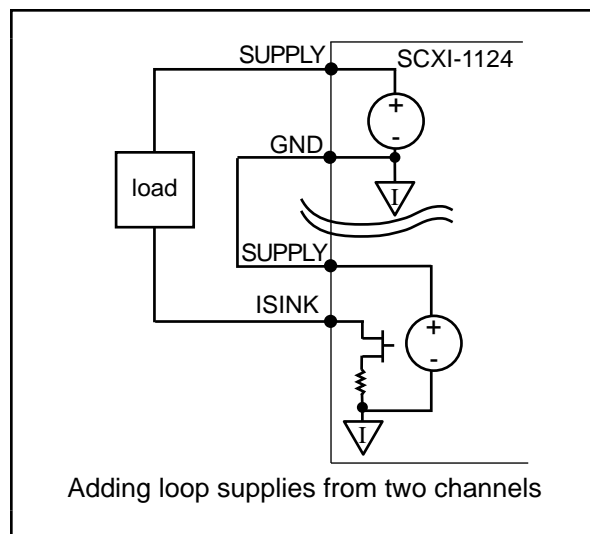 SUPPLY
SCXI-1124
+
-
GND
load
I
SUPPLY
ISINK
+
-
I
Adding loop supplies from two channels